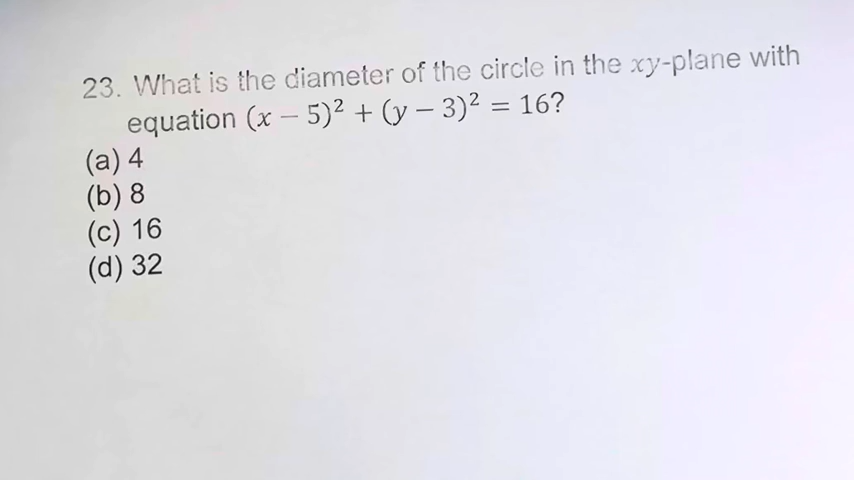 23. What is the diameter of the circle in the xy-plane with
equation (x – 5)² + (y – 3)² = 16?
(a) 4
(b) 8
(c) 16
(d) 32